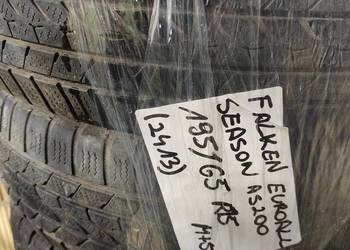 FALKEN EUROALL
SEASON AS200
195/65 R15
M+S
(2413)